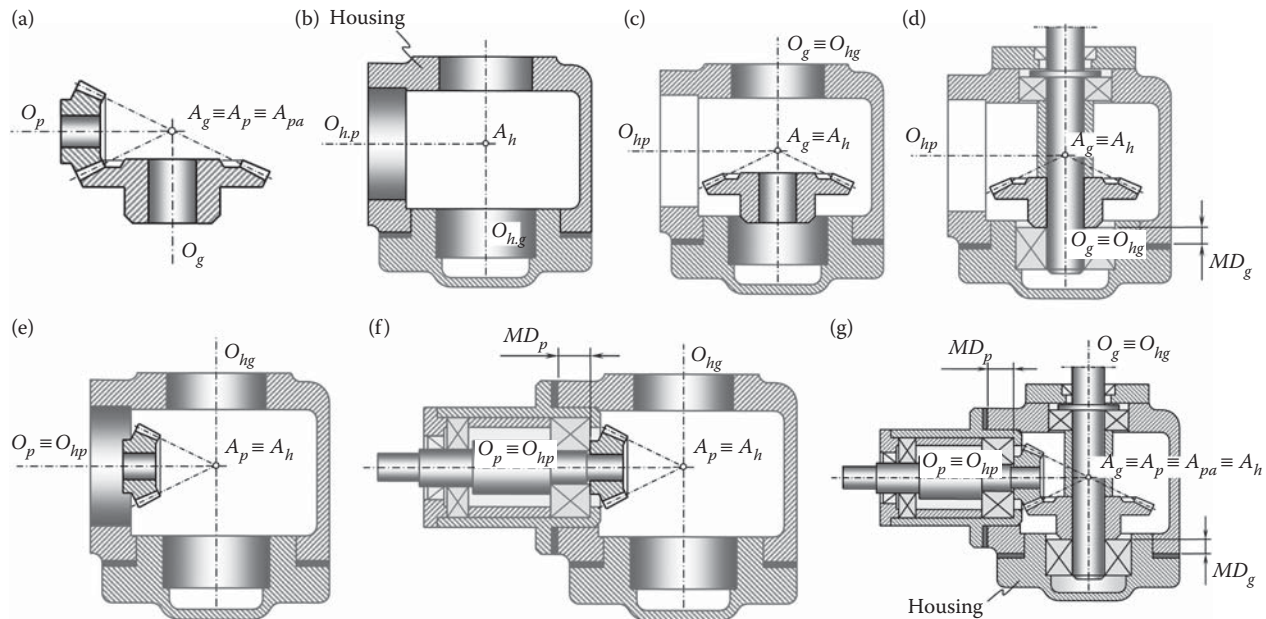 (a)
O_p
A_g ≡ A_p ≡ A_pa
O_g
(b)
Housing
O_h.p
A_h
O_h.g
(c)
O_g ≡ O_hg
O_hp
A_g ≡ A_h
(d)
O_hp
A_g ≡ A_h
O_g ≡ O_hg
MD_g
(e)
O_hg
O_p ≡ O_hp
A_p ≡ A_h
(f)
MD_p
O_hg
O_p ≡ O_hp
A_p ≡ A_h
(g)
MD_p
O_g ≡ O_hg
O_p ≡ O_hp
A_g ≡ A_p ≡ A_pa ≡ A_h
MD_g
Housing